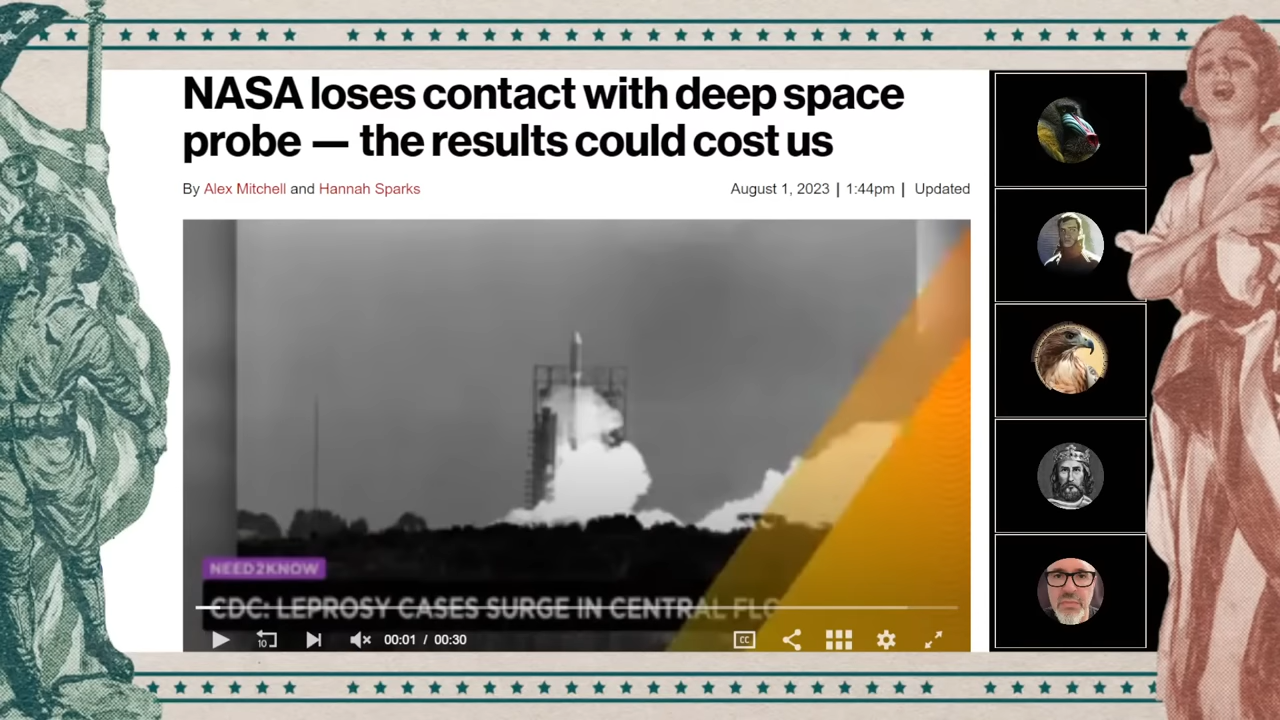 NASA loses contact with deep space
probe — the results could cost us
By Alex Mitchell and Hannah Sparks
August 1, 2023 | 1:44pm | Updated
NEED2KNOW
CDC: LEPROSY CASES SURGE IN CENTRAL
10
00:01 / 00:30
CC